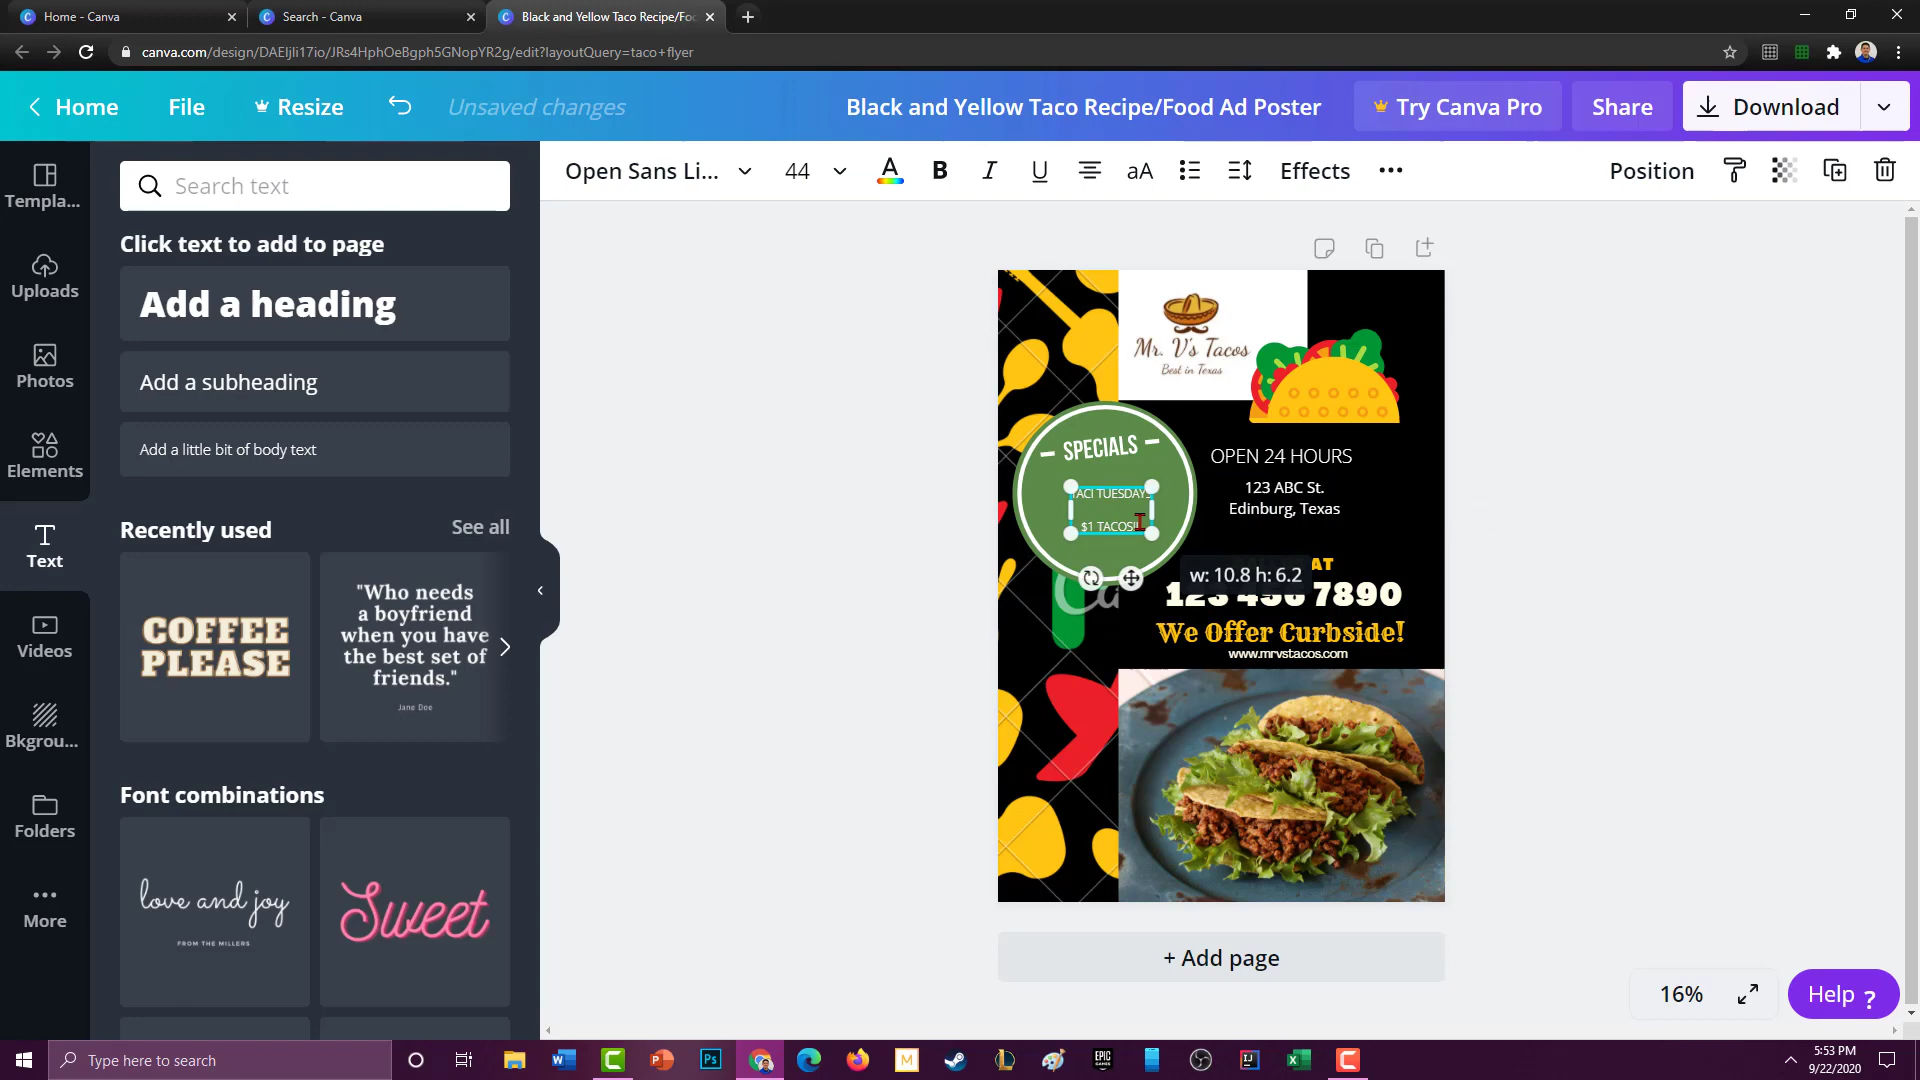 Home - Canva
Search - Canva
Black and Yellow Taco Recipe/Foo
canva.com/design/DAEIjli17io/JRs4HphOeBgph5GNopYR2g/edit?layoutQuery=taco+flyer
Home
File
Resize
Unsaved changes
Black and Yellow Taco Recipe/Food Ad Poster
Try Canva Pro
Share
Download
Open Sans Li...
44
A
B
I
U
aA
Effects
Position
Templa...
Uploads
Photos
Elements
Text
Videos
Bkgrou...
Folders
More
Search text
Click text to add to page
Add a heading
Add a subheading
Add a little bit of body text
Recently used
See all
COFFEE
PLEASE
"Who needs
a boyfriend
when you have
the best set of
friends."
Jane Doe
Font combinations
love and joy
FROM THE MILLERS
Sweet
Mr. V's Tacos
Best in Texas
SPECIALS
TACI TUESDAYS
$1 TACOS!!
OPEN 24 HOURS
123 ABC St.
Edinburg, Texas
AT
w: 10.8 h: 6.2
123 456 7890
We Offer Curbside!
www.mrvstacos.com
Ca
+ Add page
16%
Help ?
Type here to search
5:53 PM
9/22/2020